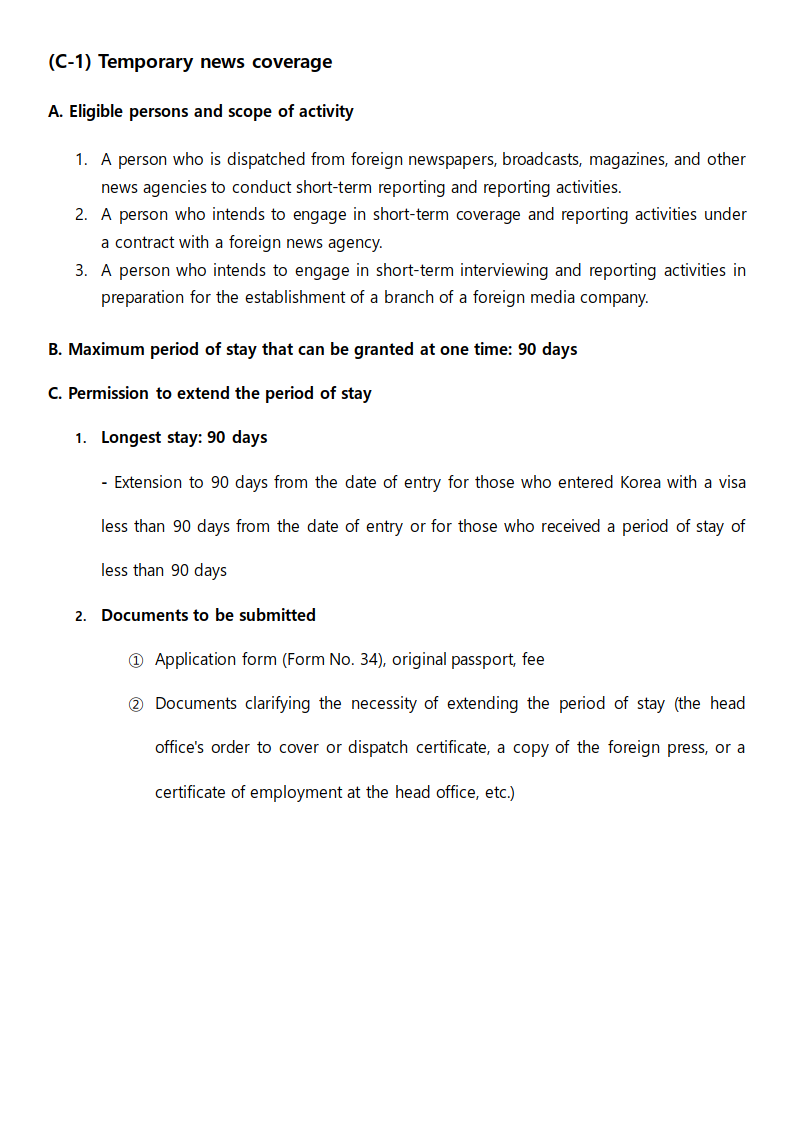 (C-1) Temporary news coverage
A. Eligible persons and scope of activity
1. A person who is dispatched from foreign newspapers, broadcasts, magazines, and other
news agencies to conduct short-term reporting and reporting activities.
2. A person who intends to engage in short-term coverage and reporting activities under
a contract with a foreign news agency.
3. A person who intends to engage in short-term interviewing and reporting activities in
preparation for the establishment of a branch of a foreign media company.
B. Maximum period of stay that can be granted at one time: 90 days
C. Permission to extend the period of stay
1. Longest stay: 90 days
- Extension to 90 days from the date of entry for those who entered Korea with a visa
less than 90 days from the date of entry or for those who received a period of stay of
less than 90 days
2. Documents to be submitted
① Application form (Form No. 34), original passport, fee
② Documents clarifying the necessity of extending the period of stay (the head
office's order to cover or dispatch certificate, a copy of the foreign press, or a
certificate of employment at the head office, etc.)